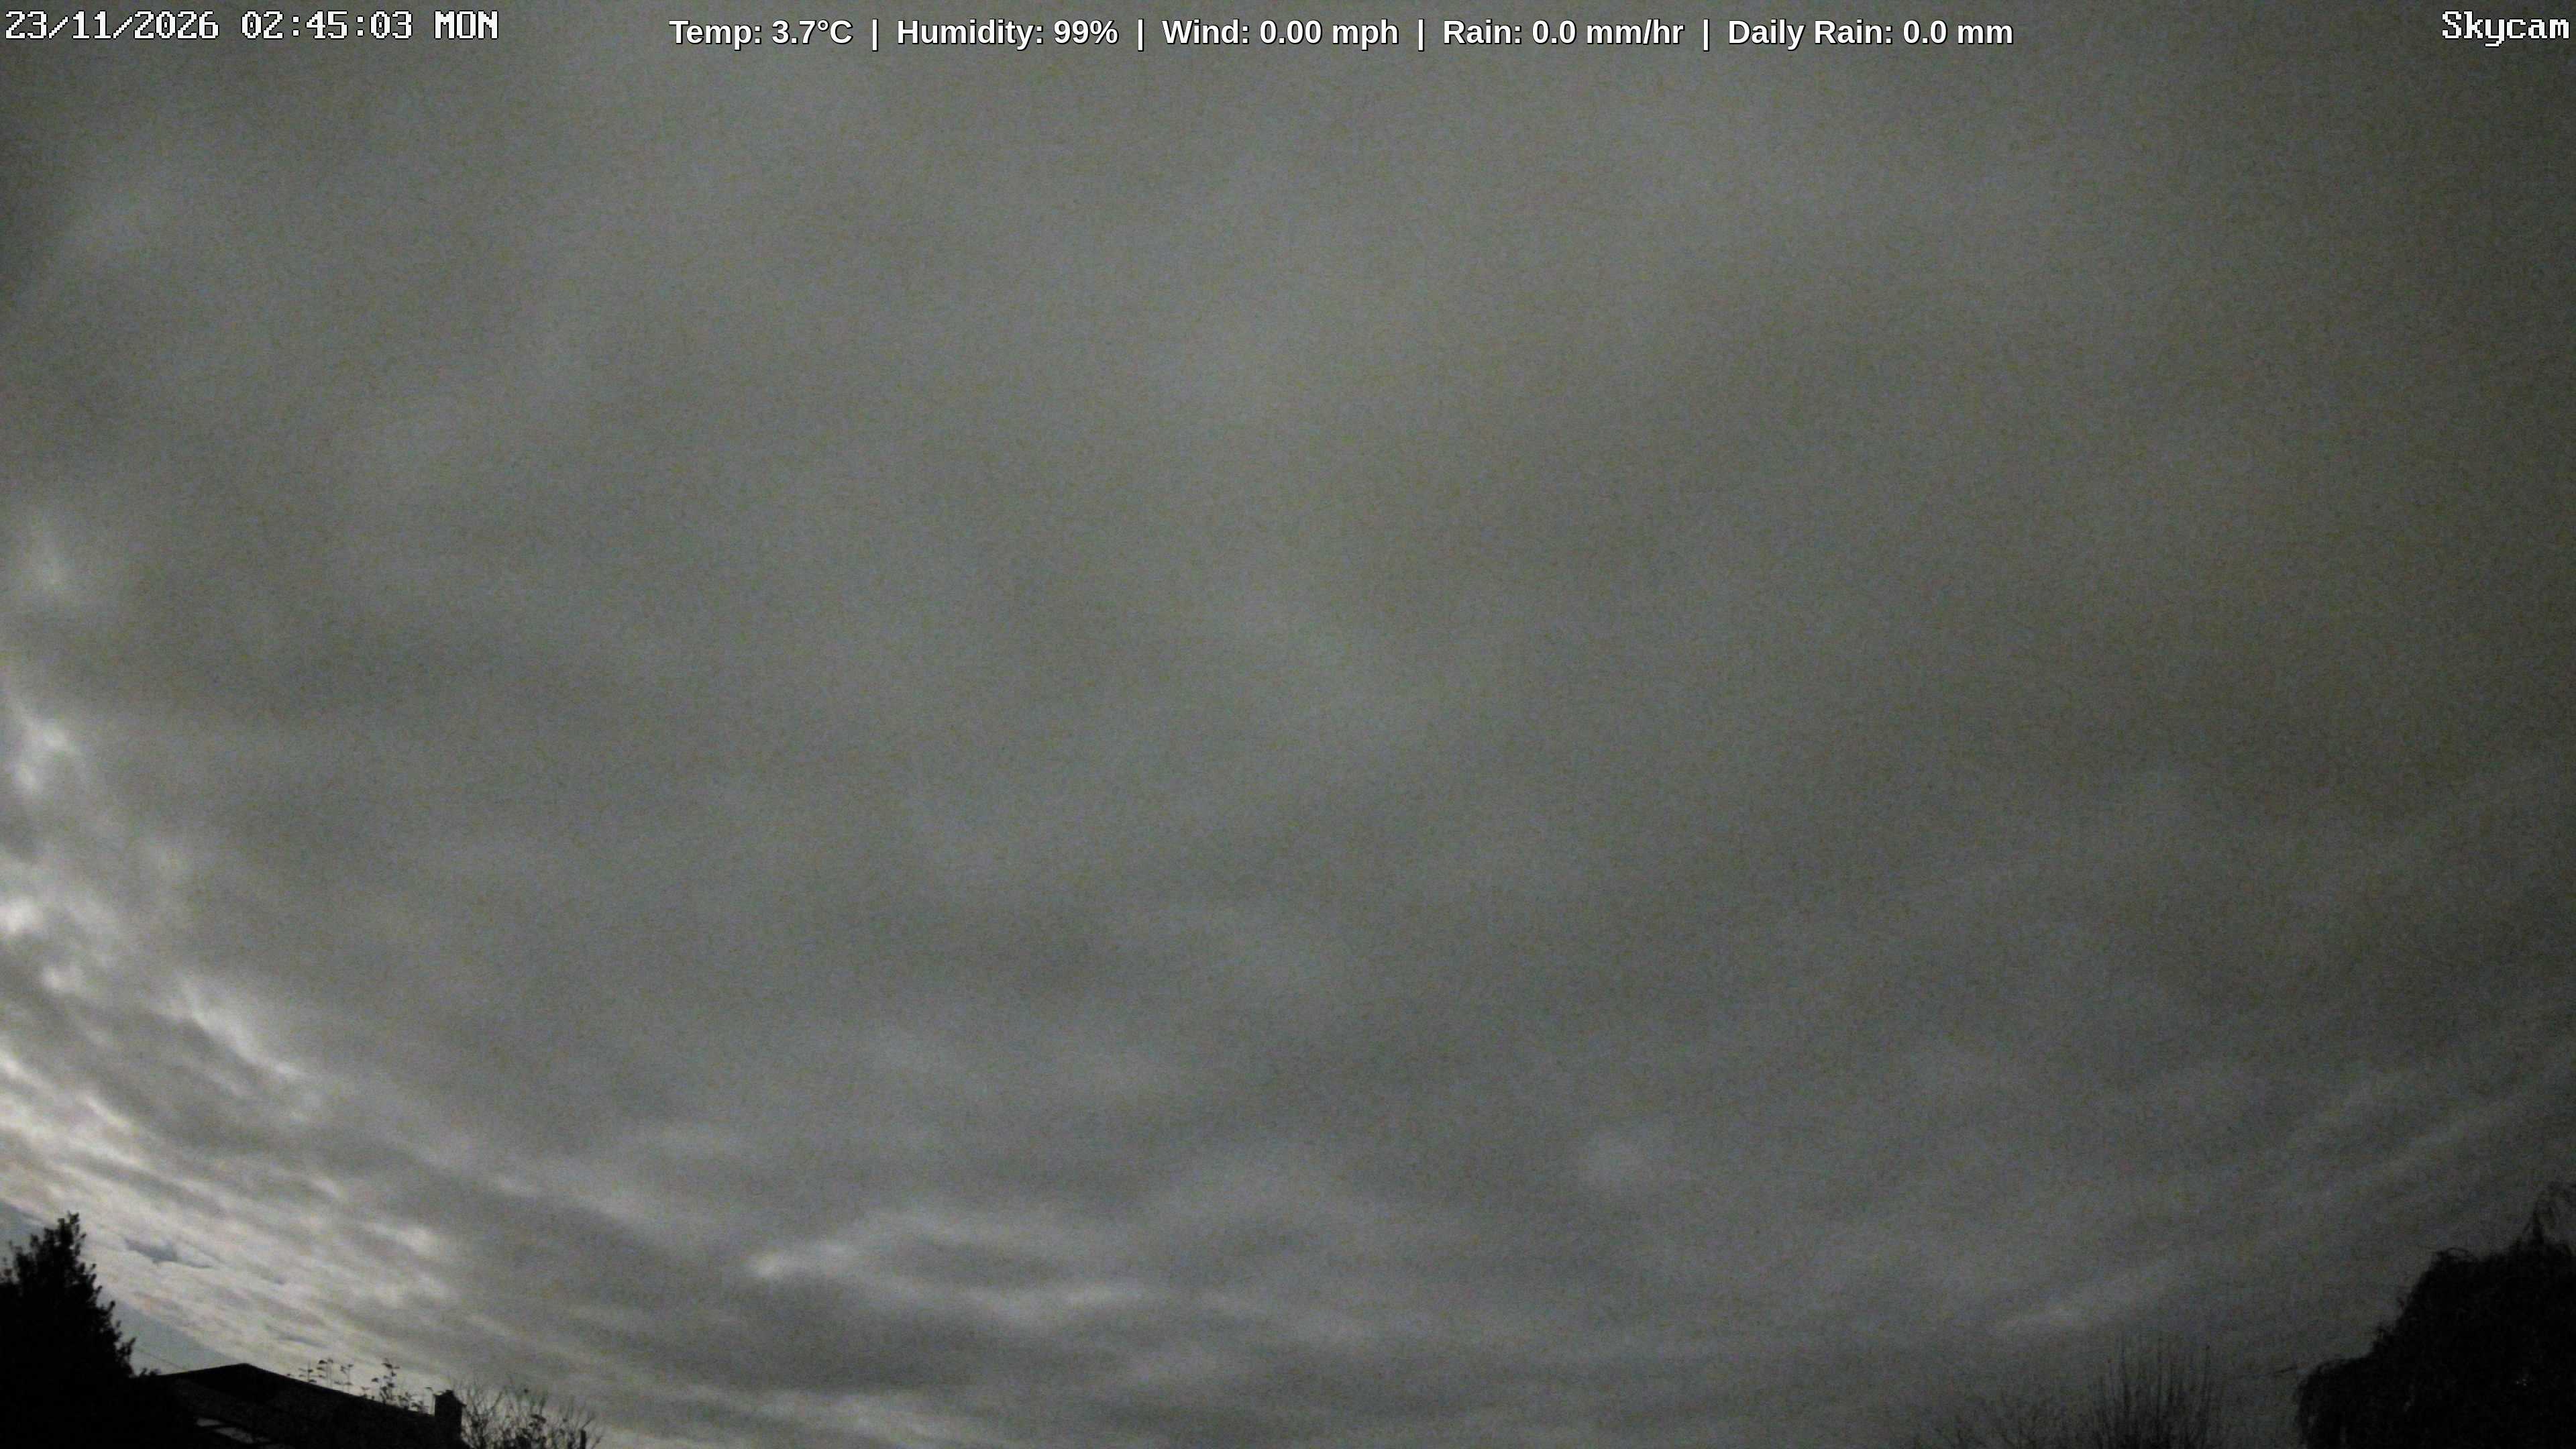 23/11/2026 02:45:03 MON
Temp: 3.7°C | Humidity: 99% | Wind: 0.00 mph | Rain: 0.0 mm/hr | Daily Rain: 0.0 mm
Skycam